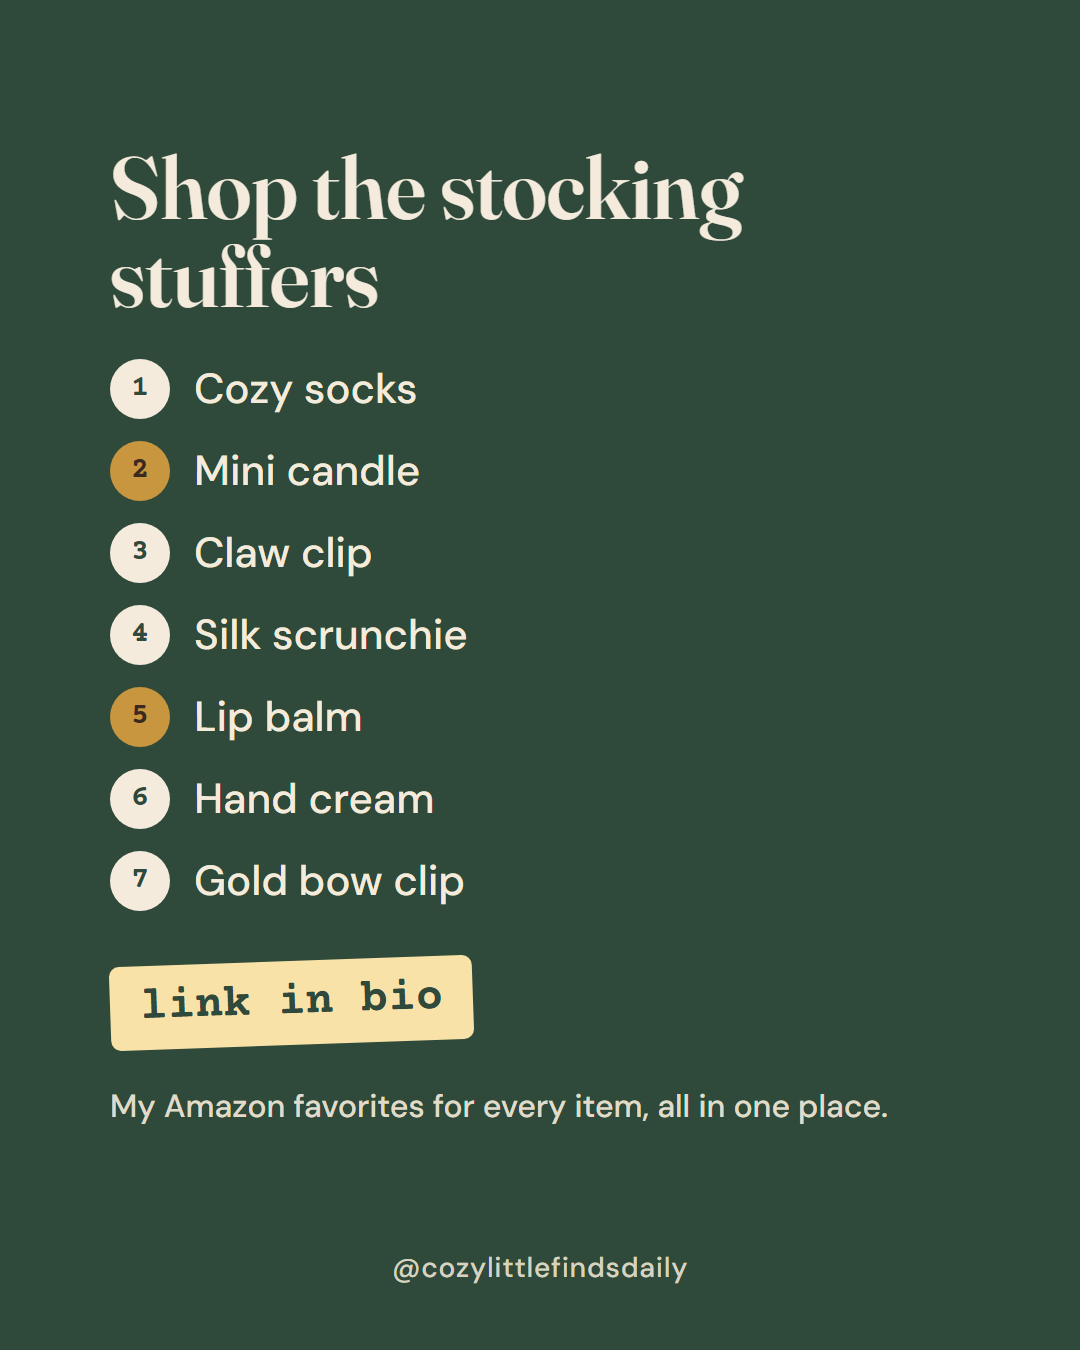 Shop the stocking
stuffers
1 Cozy socks
2 Mini candle
3 Claw clip
4 Silk scrunchie
5 Lip balm
6 Hand cream
7 Gold bow clip
link in bio
My Amazon favorites for every item, all in one place.
@cozylittlefindsdaily